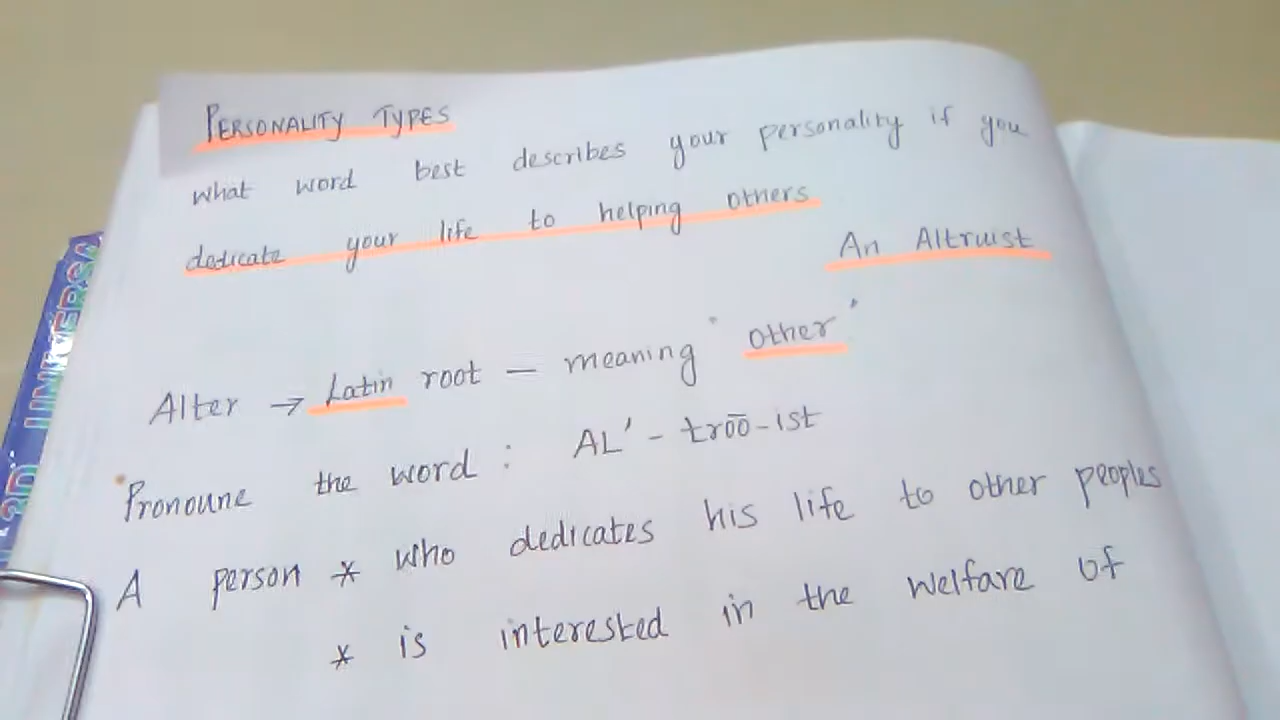 PERSONALITY TYPES
what word best describes your personality if you
dedicate your life to helping others
An Altruist
Alter → Latin root – meaning "other"
Pronoune the word : AL' - trōō-ist
A person * who dedicates his life to other peoples
* is interested in the welfare of
3D